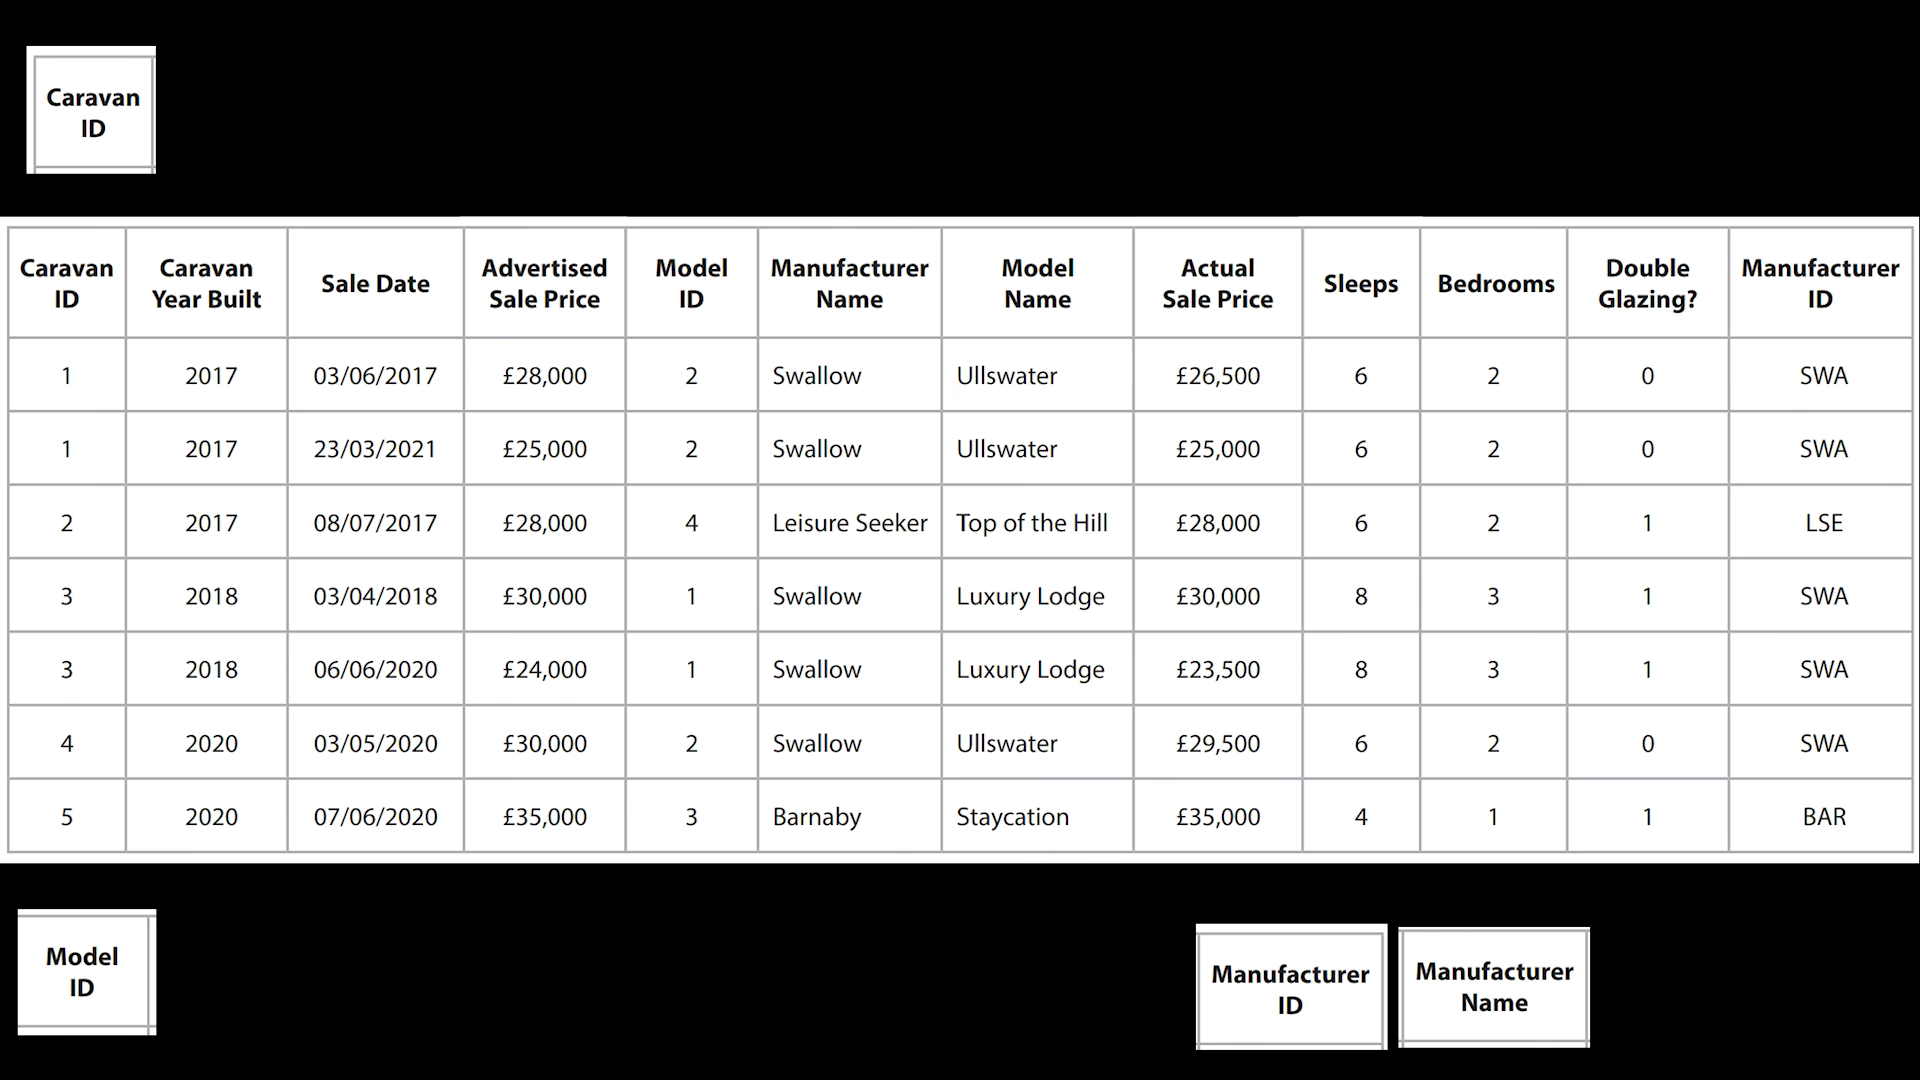 Caravan
ID
Caravan ID | Caravan Year Built | Sale Date | Advertised Sale Price | Model ID | Manufacturer Name | Model Name | Actual Sale Price | Sleeps | Bedrooms | Double Glazing? | Manufacturer ID
1 | 2017 | 03/06/2017 | £28,000 | 2 | Swallow | Ullswater | £26,500 | 6 | 2 | 0 | SWA
1 | 2017 | 23/03/2021 | £25,000 | 2 | Swallow | Ullswater | £25,000 | 6 | 2 | 0 | SWA
2 | 2017 | 08/07/2017 | £28,000 | 4 | Leisure Seeker | Top of the Hill | £28,000 | 6 | 2 | 1 | LSE
3 | 2018 | 03/04/2018 | £30,000 | 1 | Swallow | Luxury Lodge | £30,000 | 8 | 3 | 1 | SWA
3 | 2018 | 06/06/2020 | £24,000 | 1 | Swallow | Luxury Lodge | £23,500 | 8 | 3 | 1 | SWA
4 | 2020 | 03/05/2020 | £30,000 | 2 | Swallow | Ullswater | £29,500 | 6 | 2 | 0 | SWA
5 | 2020 | 07/06/2020 | £35,000 | 3 | Barnaby | Staycation | £35,000 | 4 | 1 | 1 | BAR
Model
ID
Manufacturer
ID
Manufacturer
Name